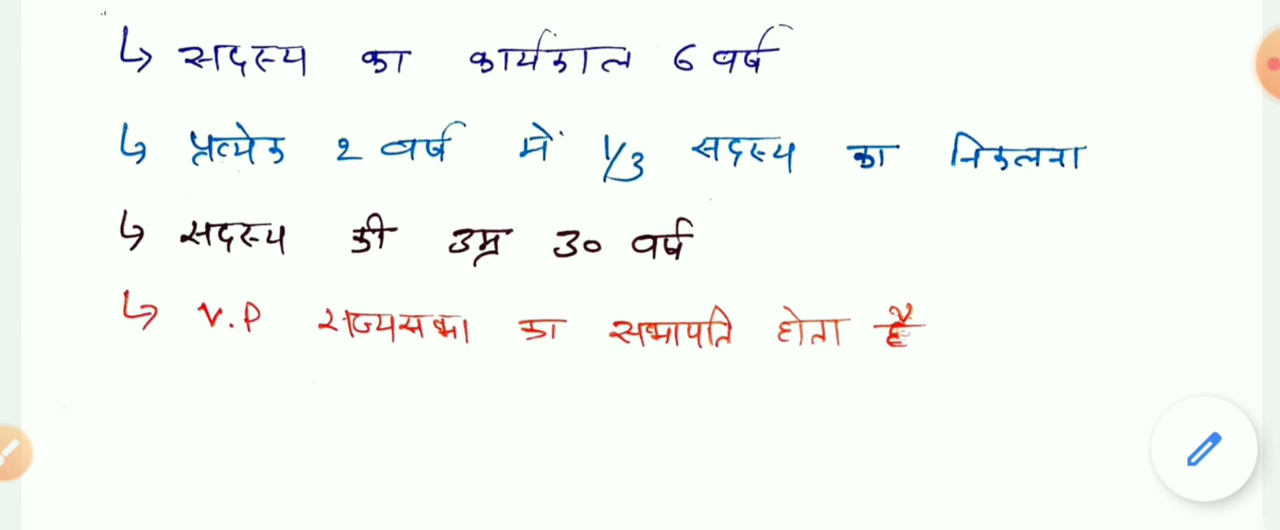 ↳ सदस्य का कार्यकाल 6 वर्ष
↳ प्रत्येक 2 वर्ष में 1/3 सदस्य का निकलना
↳ सदस्य की उम्र 30 वर्ष
↳ V.P राज्यसभा का सभापति होता है